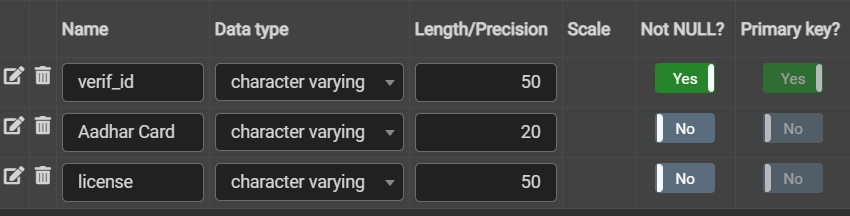 Name Data type Length/Precision Scale Not NULL? Primary key?
verif_id character varying 50 Yes Yes
Aadhar Card character varying 20 No No
license character varying 50 No No